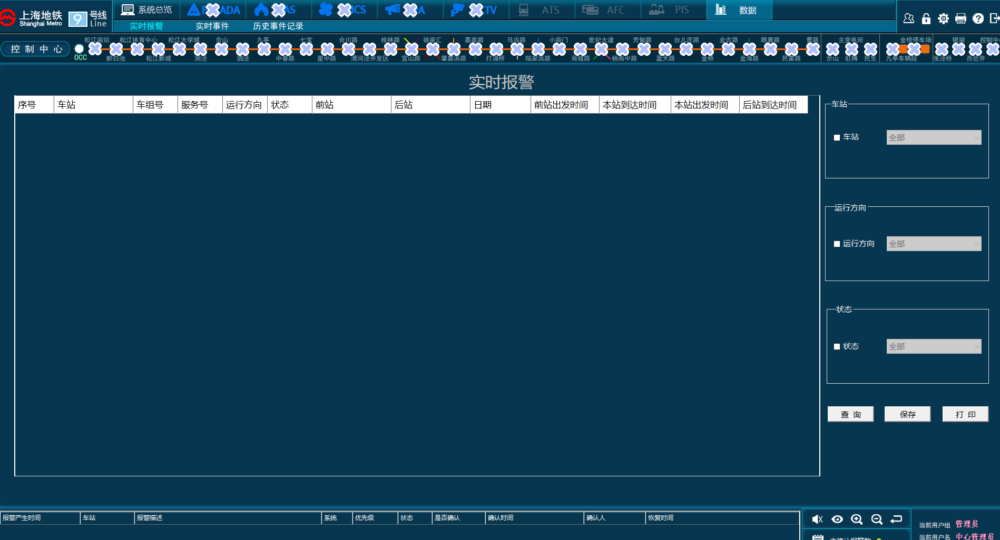 上海地铁
Shanghai Metro
9 号线
Line
系统总览
ATS
AFC
PIS
数据
实时报警 实时事件 历史事件记录
控制中心
OCC
松江南站 松江体育中心 松江大学城 佘山 九亭 七宝 合川路 桂林路 徐家汇 嘉善路 马当路 小南门 世纪大道 芳甸路 台儿庄路 金吉路 顾唐路 曹路 主变电所 金桥停车场 银湖 控制中
醉白池 松江新城 洞泾 泗泾 中春路 星中路 漕河泾开发区 宜山路 肇嘉浜路 打浦桥 陆家浜路 商城路 杨高中路 蓝天路 金桥 金海路 民雷路 佘山 虹梅 民生 九亭车辆段 张泾桥 西岔井
实时报警
序号 车站 车组号 服务号 运行方向 状态 前站 后站 日期 前站出发时间 本站到达时间 本站出发时间 后站到达时间
车站
车站 全部
运行方向
运行方向 全部
状态
状态 全部
查 询 保存 打 印
报警产生时间 车站 报警描述 系统 优先级 状态 是否确认 确认时间 确认人 恢复时间
当前用户组 管理员
当前用户名 中心管理员